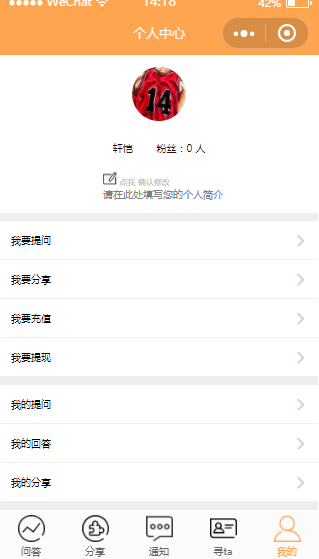 WeChat 14:18 42%
个人中心
14
轩恺 粉丝：0 人
点我 确认修改
请在此处填写您的个人简介
我要提问
我要分享
我要充值
我要提现
我的提问
我的回答
我的分享
问答 分享 通知 寻ta 我的